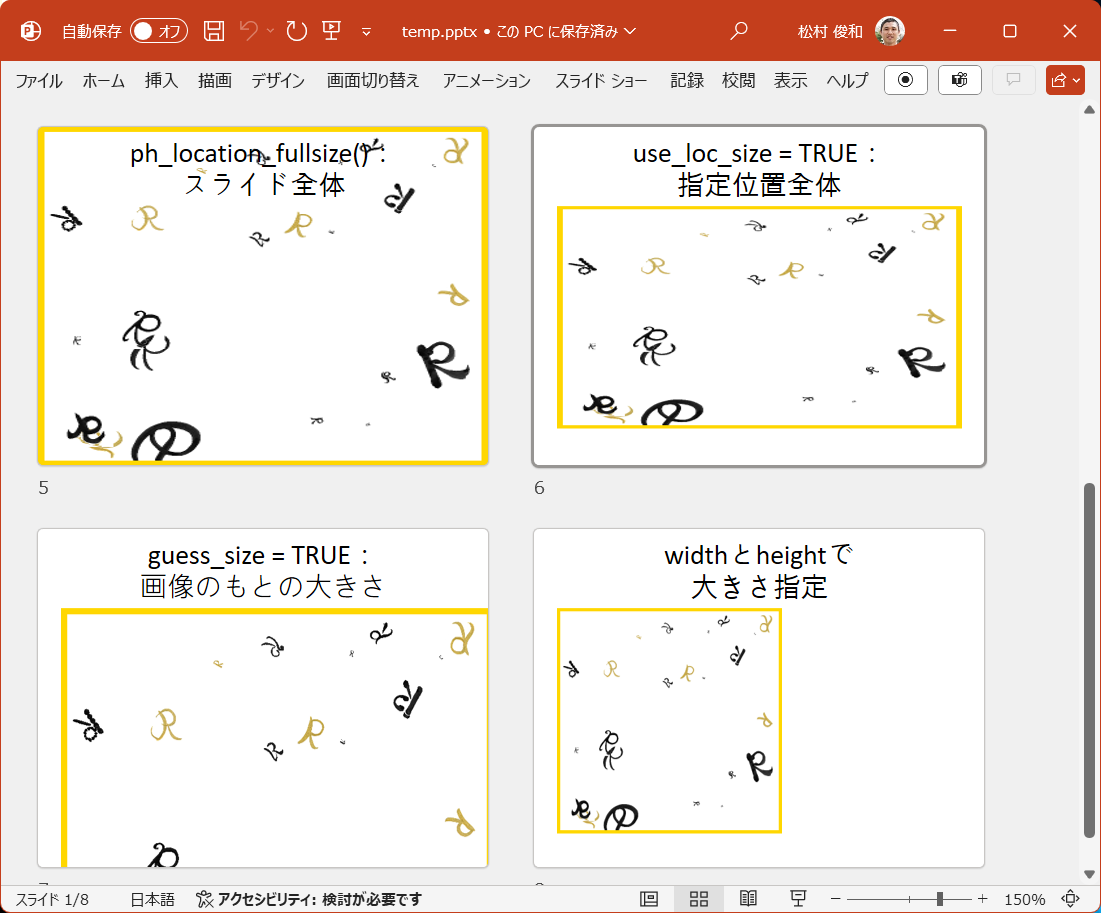 自動保存 オフ temp.pptx • この PC に保存済み 松村 俊和
ファイル ホーム 挿入 描画 デザイン 画面切り替え アニメーション スライド ショー 記録 校閲 表示 ヘルプ
ph_location_fullsize()：
スライド全体
5
use_loc_size = TRUE：
指定位置全体
6
guess_size = TRUE：
画像のもとの大きさ
widthとheightで
大きさ指定
スライド 1/8 日本語 アクセシビリティ: 検討が必要です 150%